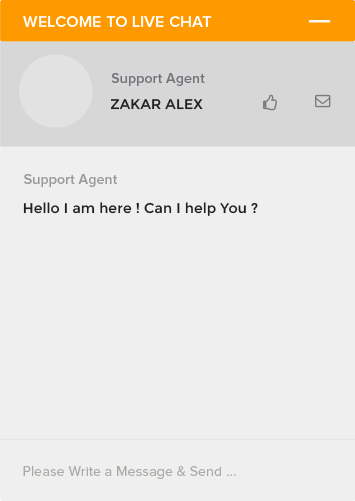 WELCOME TO LIVE CHAT
Support Agent
ZAKAR ALEX
Support Agent
Hello I am here ! Can I help You ?
Please Write a Message & Send ...